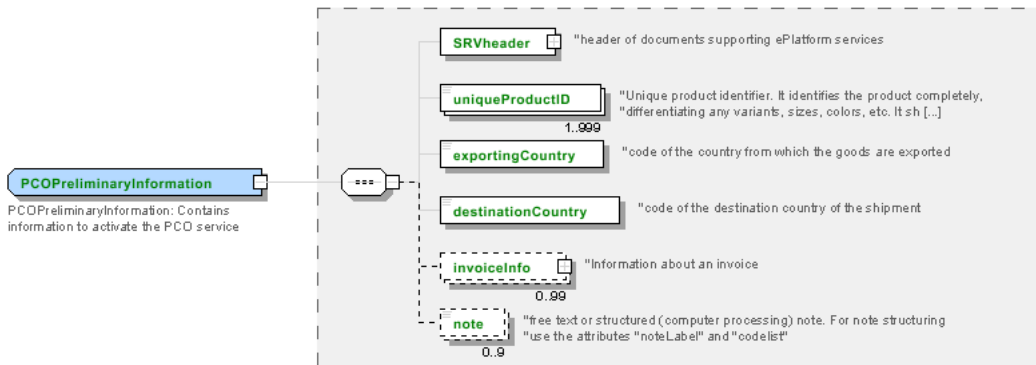 SRVheader
"header of documents supporting ePlatform services
uniqueProductID
"Unique product identifier. It identifies the product completely,
"differentiating any variants, sizes, colors, etc. It sh [...]
1..999
exportingCountry
"code of the country from which the goods are exported
PCOPreliminaryInformation
PCOPreliminaryInformation: Contains
information to activate the PCO service
destinationCountry
"code of the destination country of the shipment
invoiceInfo
"Information about an invoice
0..99
note
"free text or structured (computer processing) note. For note structuring
"use the attributes "noteLabel" and "codelist"
0..9